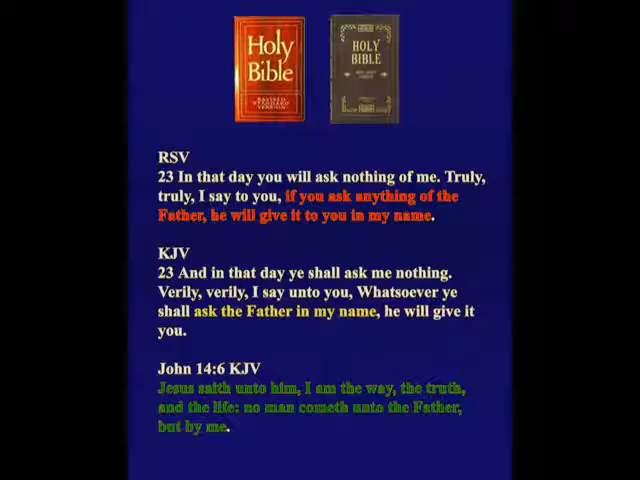 Holy
Bible
REVISED
STANDARD
VERSION
HOLY
BIBLE
RSV
23 In that day you will ask nothing of me. Truly,
truly, I say to you, if you ask anything of the
Father, he will give it to you in my name.
KJV
23 And in that day ye shall ask me nothing.
Verily, verily, I say unto you, Whatsoever ye
shall ask the Father in my name, he will give it
you.
John 14:6 KJV
Jesus saith unto him, I am the way, the truth,
and the life: no man cometh unto the Father,
but by me.